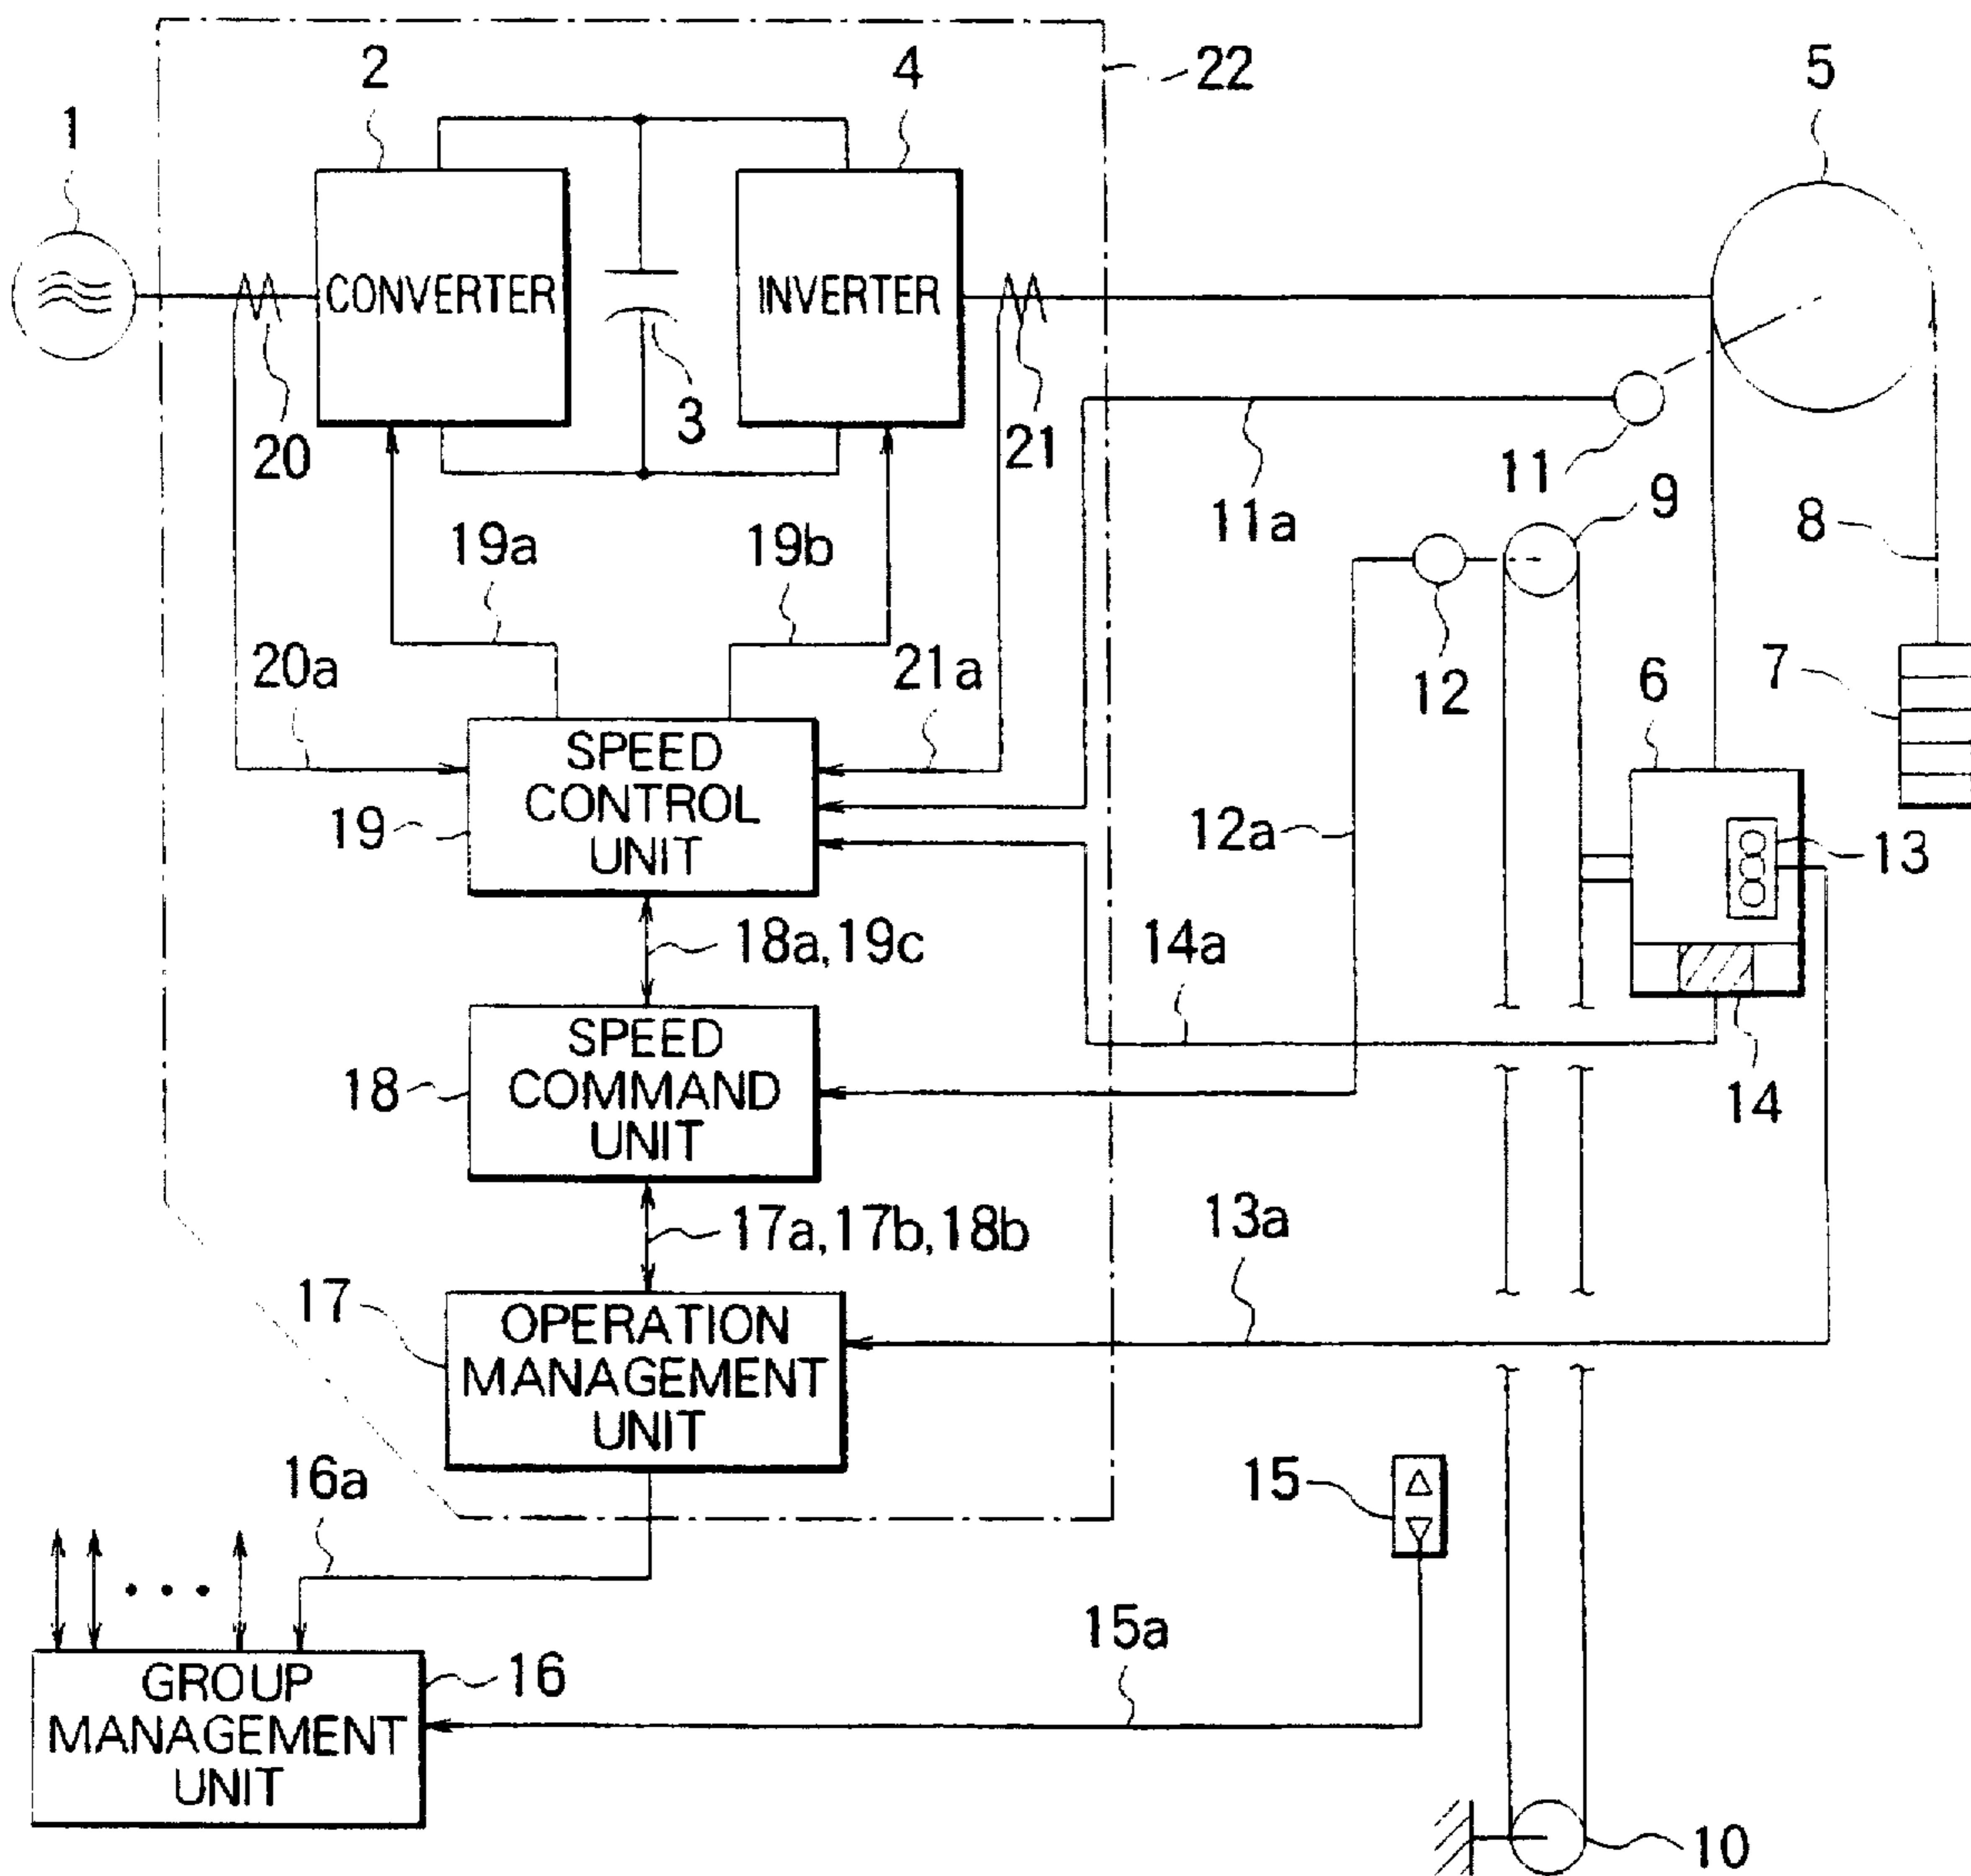 2
4
22
5
1
CONVERTER
INVERTER
3
20
21
11
11a
9
8
19a
19b
12
20a
21a
6
7
SPEED
CONTROL
UNIT
19
12a
13
18a,19c
14a
SPEED
COMMAND
UNIT
18
14
17a,17b,18b
13a
17
OPERATION
MANAGEMENT
UNIT
16a
15
GROUP
MANAGEMENT
UNIT
16
15a
10